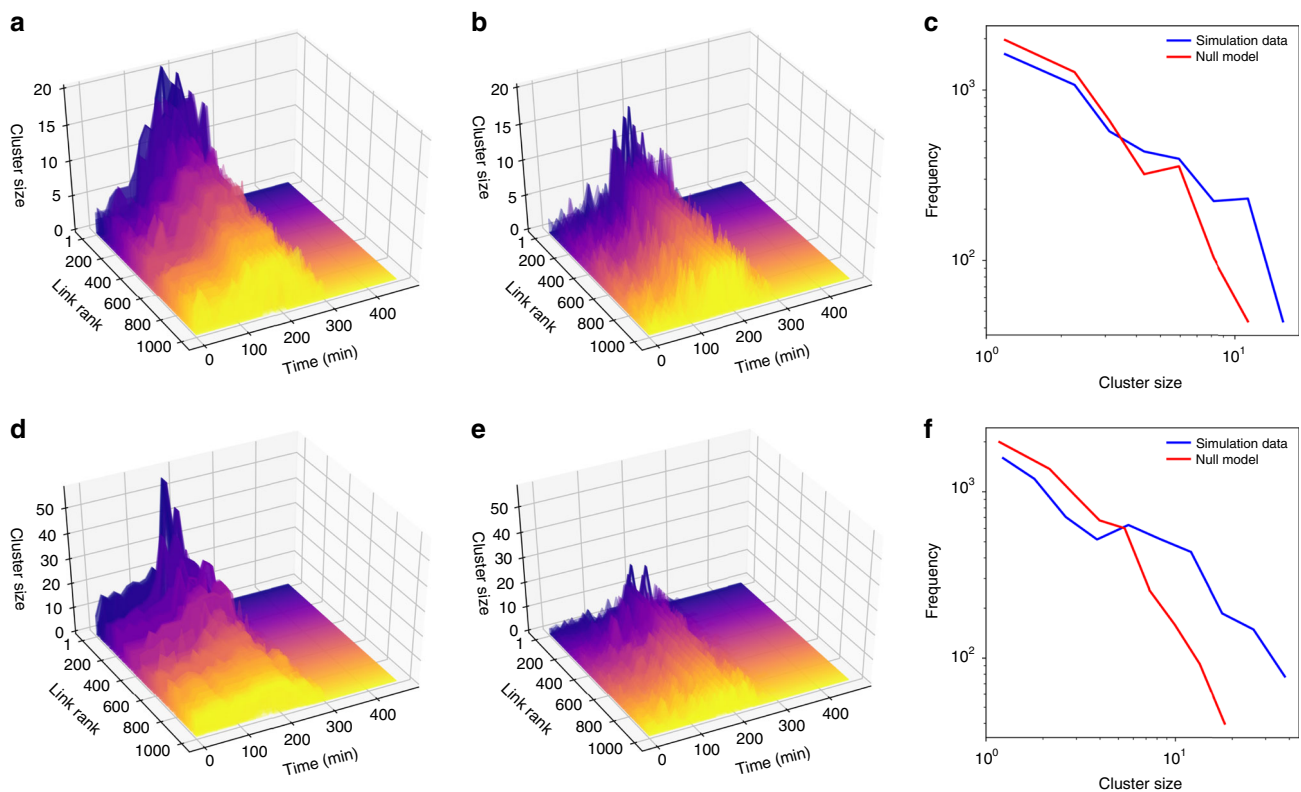 a
20
15
10
5
0
Cluster size
1
200
400
600
800
1000
Link rank
0
100
200
300
400
Time (min)
b
20
15
10
5
0
Cluster size
1
200
400
600
800
1000
Link rank
0
100
200
300
400
Time (min)
c
Simulation data
Null model
10³
10²
Frequency
10⁰
10¹
Cluster size
d
50
40
30
20
10
0
Cluster size
1
200
400
600
800
1000
Link rank
0
100
200
300
400
Time (min)
e
50
40
30
20
10
0
Cluster size
1
200
400
600
800
1000
Link rank
0
100
200
300
400
Time (min)
f
Simulation data
Null model
10³
10²
Frequency
10⁰
10¹
Cluster size